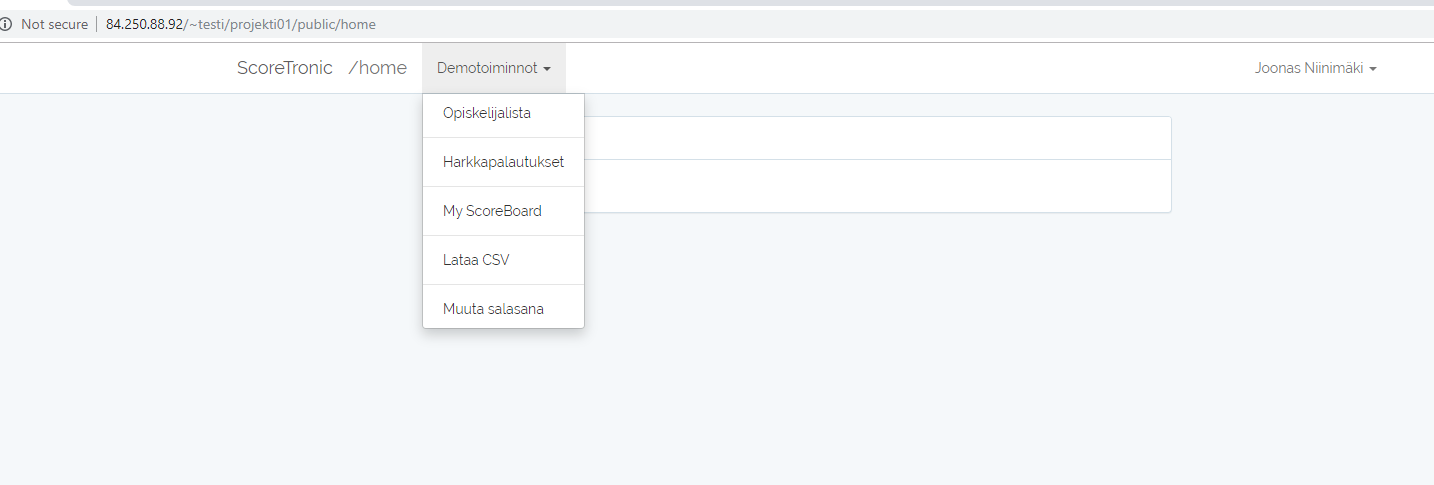 Not secure | 84.250.88.92/~testi/projekti01/public/home
ScoreTronic /home Demotoiminnot Joonas Niinimäki
Opiskelijalista
Harkkapalautukset
My ScoreBoard
Lataa CSV
Muuta salasana